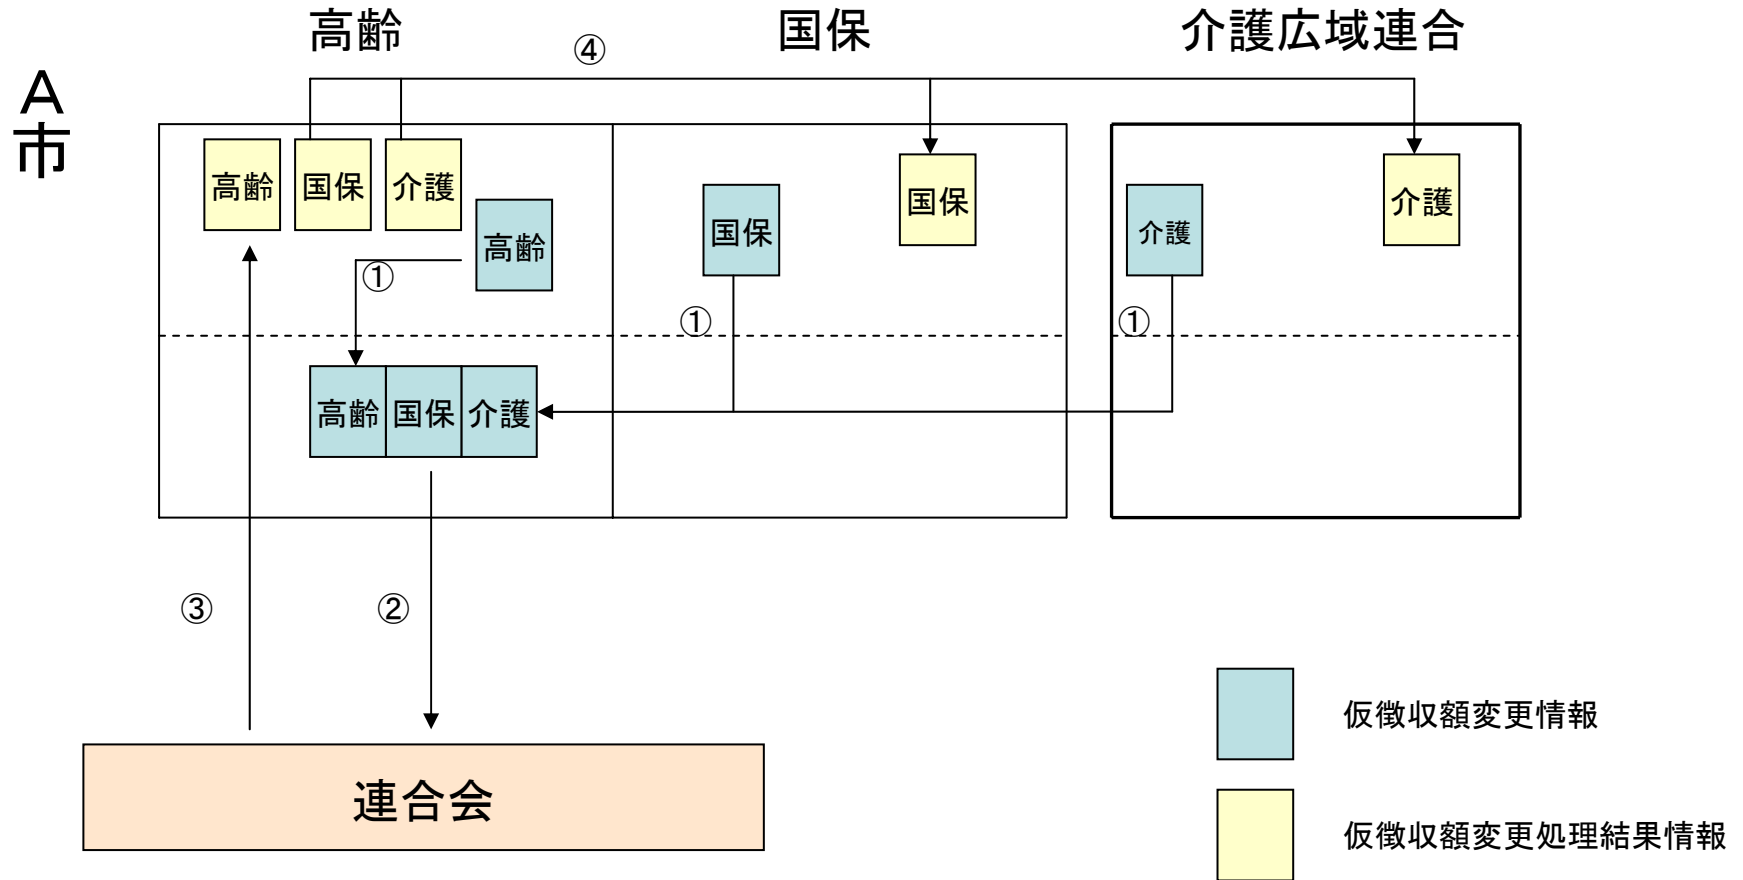 高齢
国保
介護広域連合
④
A市
高齢
国保
介護
高齢
国保
国保
介護
介護
①
①
①
高齢
国保
介護
③
②
連合会
仮徴収額変更情報
仮徴収額変更処理結果情報